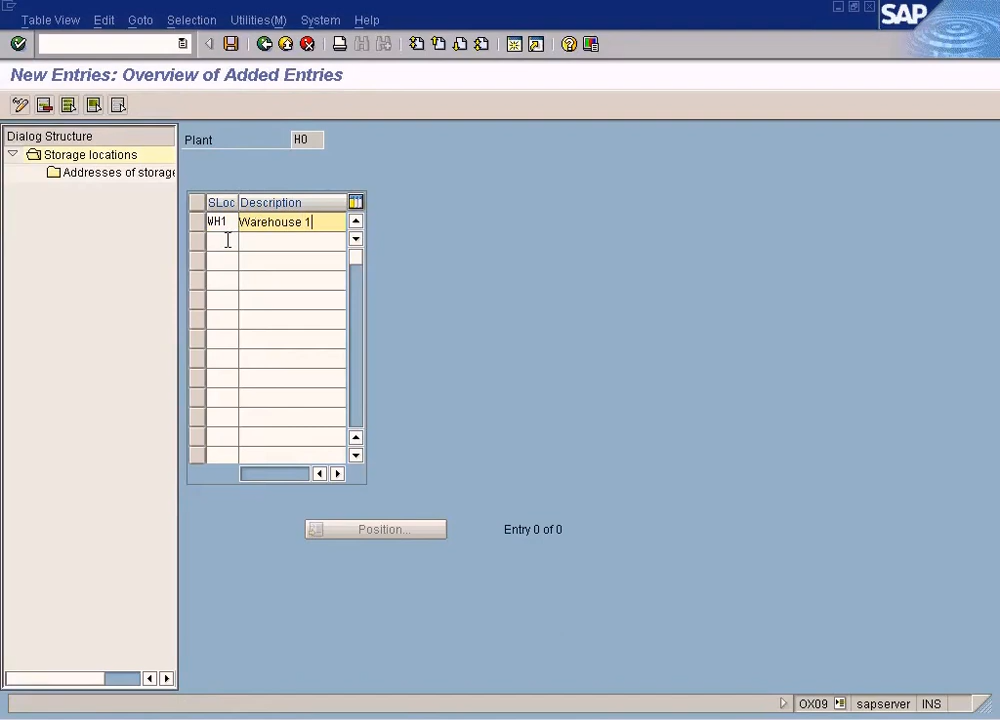 Table View Edit Goto Selection Utilities(M) System Help
SAP
New Entries: Overview of Added Entries
Dialog Structure
Storage locations
Addresses of storage
Plant H0
SLoc Description
WH1 Warehouse 1
Position...
Entry 0 of 0
OX09 sapserver INS